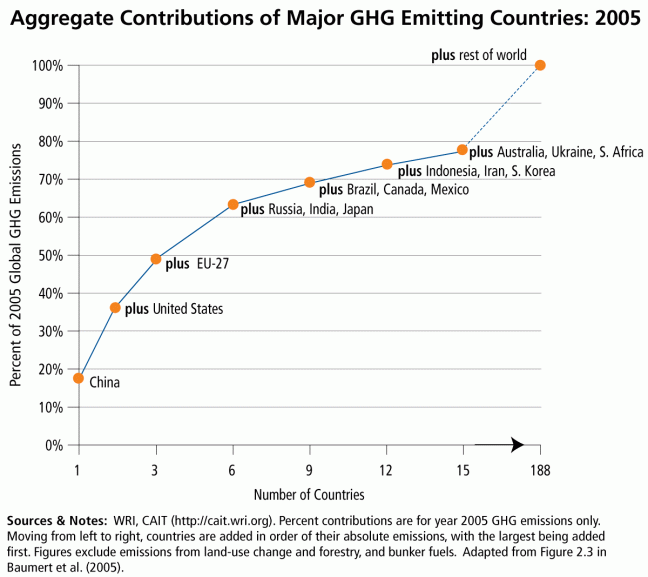 Aggregate Contributions of Major GHG Emitting Countries: 2005
plus rest of world
100%
90%
80%
plus Australia, Ukraine, S. Africa
70%
plus Indonesia, Iran, S. Korea
plus Brazil, Canada, Mexico
60%
plus Russia, India, Japan
50%
plus EU-27
40%
plus United States
30%
20%
China
10%
0%
Percent of 2005 Global GHG Emissions
1 3 6 9 12 15 188
Number of Countries
Sources & Notes: WRI, CAIT (http://cait.wri.org). Percent contributions are for year 2005 GHG emissions only.
Moving from left to right, countries are added in order of their absolute emissions, with the largest being added
first. Figures exclude emissions from land-use change and forestry, and bunker fuels. Adapted from Figure 2.3 in
Baumert et al. (2005).